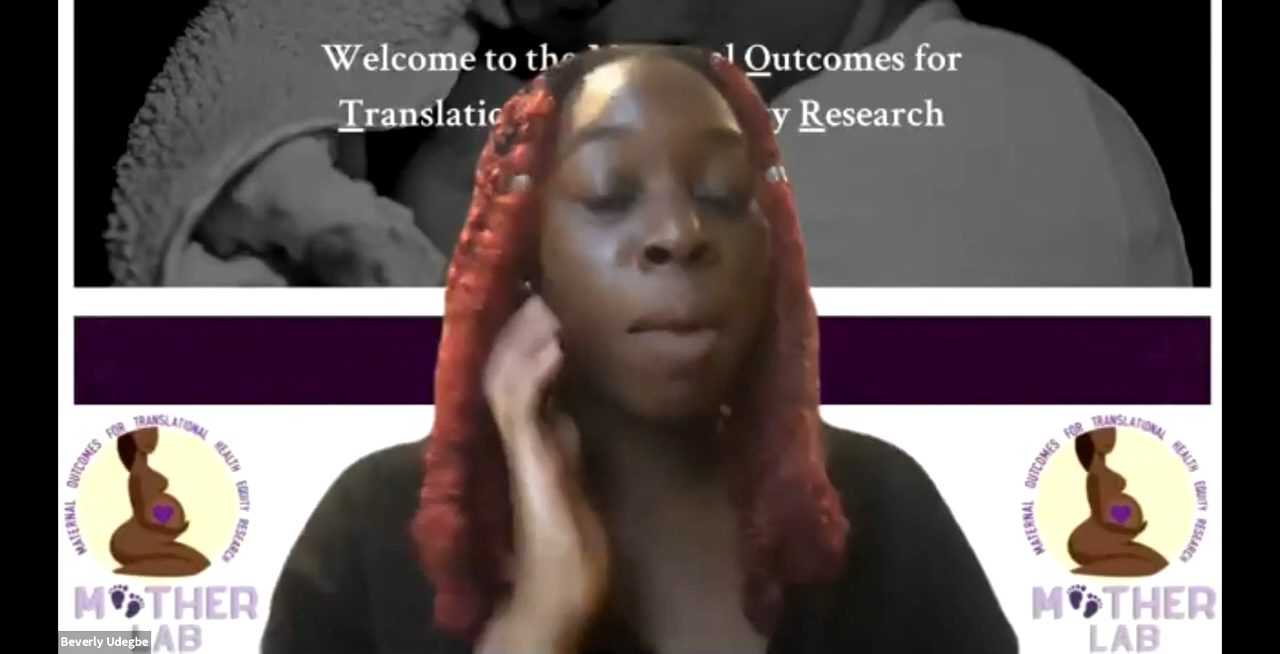 Welcome to the l Outcomes for
Translatio y Research
MATERNAL OUTCOMES FOR TRANSLATIONAL HEALTH EQUITY RESEARCH
MOTHER
LAB
MATERNAL OUTCOMES FOR TRANSLATIONAL HEALTH EQUITY RESEARCH
MOTHER
LAB
Beverly Udegbe